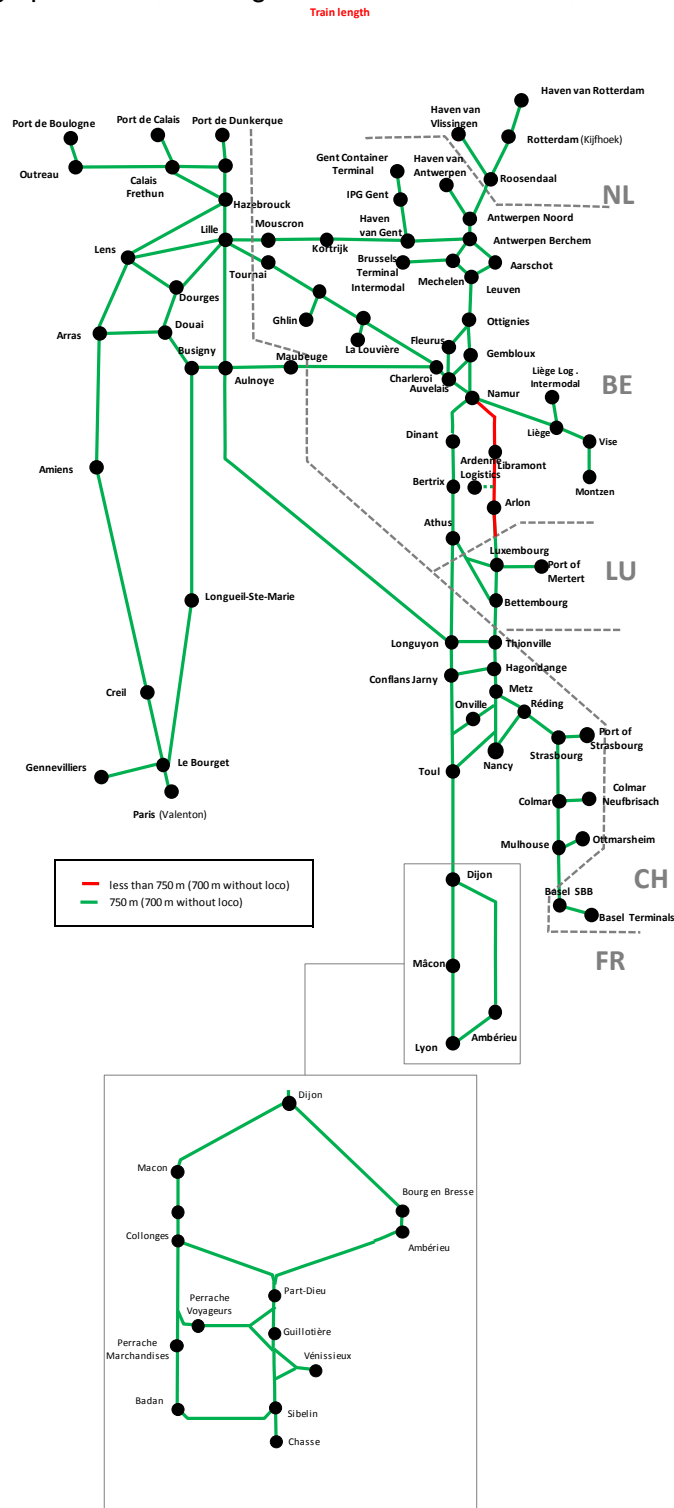 Train length
Haven van Rotterdam
Port de Boulogne
Port de Calais
Port de Dunkerque
Haven van
Vlissingen
Rotterdam (Kijfhoek)
Outreau
Calais
Frethun
Gent Container
Terminal
Haven van
Antwerpen
Roosendaal
NL
IPG Gent
Hazebrouck
Mouscron
Haven
van Gent
Antwerpen Noord
Lille
Kortrijk
Antwerpen Berchem
Lens
Tournai
Brussels
Terminal
Intermodal
Mechelen
Aarschot
Leuven
Dourges
Ghlin
La Louvière
Ottignies
Arras
Douai
Fleurus
Gembloux
Busigny
Aulnoye
Maubeuge
Charleroi
Auvelais
Namur
Liège Log .
Intermodal
BE
Dinant
Liège
Vise
Ardenne
Logistics
Libramont
Montzen
Amiens
Bertrix
Arlon
Athus
Luxembourg
Port of
Mertert
LU
Longueil-Ste-Marie
Bettembourg
Longuyon
Thionville
Conflans Jarny
Hagondange
Metz
Creil
Onville
Réding
Port of
Strasbourg
Strasbourg
Gennevilliers
Le Bourget
Toul
Nancy
Colmar
Colmar
Neufbrisach
Paris (Valenton)
Mulhouse
Ottmarsheim
less than 750 m (700 m without loco)
750 m (700 m without loco)
Dijon
CH
Basel SBB
Basel Terminals
FR
Mâcon
Lyon
Ambérieu
Dijon
Macon
Bourg en Bresse
Collonges
Ambérieu
Part-Dieu
Perrache
Voyageurs
Guillotière
Perrache
Marchandises
Vénissieux
Badan
Sibelin
Chasse